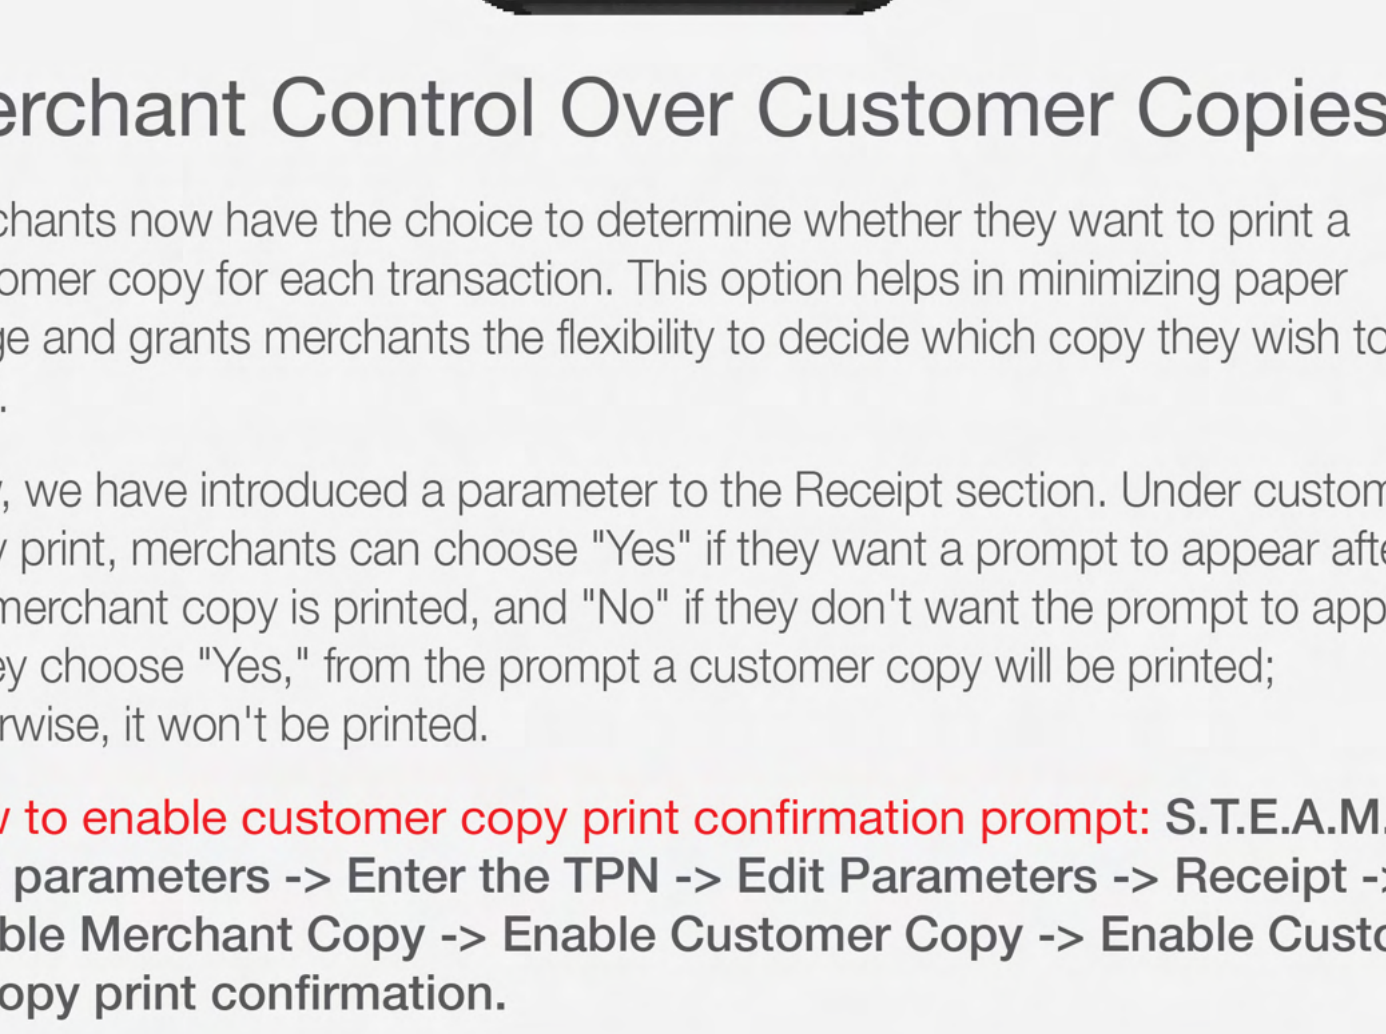 erchant Control Over Customer Copies
chants now have the choice to determine whether they want to print a
omer copy for each transaction. This option helps in minimizing paper
ge and grants merchants the flexibility to decide which copy they wish to
.
, we have introduced a parameter to the Receipt section. Under custom
y print, merchants can choose "Yes" if they want a prompt to appear afte
merchant copy is printed, and "No" if they don't want the prompt to app
ey choose "Yes," from the prompt a customer copy will be printed;
rwise, it won't be printed.
w to enable customer copy print confirmation prompt: S.T.E.A.M.
parameters -> Enter the TPN -> Edit Parameters -> Receipt ->
ble Merchant Copy -> Enable Customer Copy -> Enable Custo
opy print confirmation.